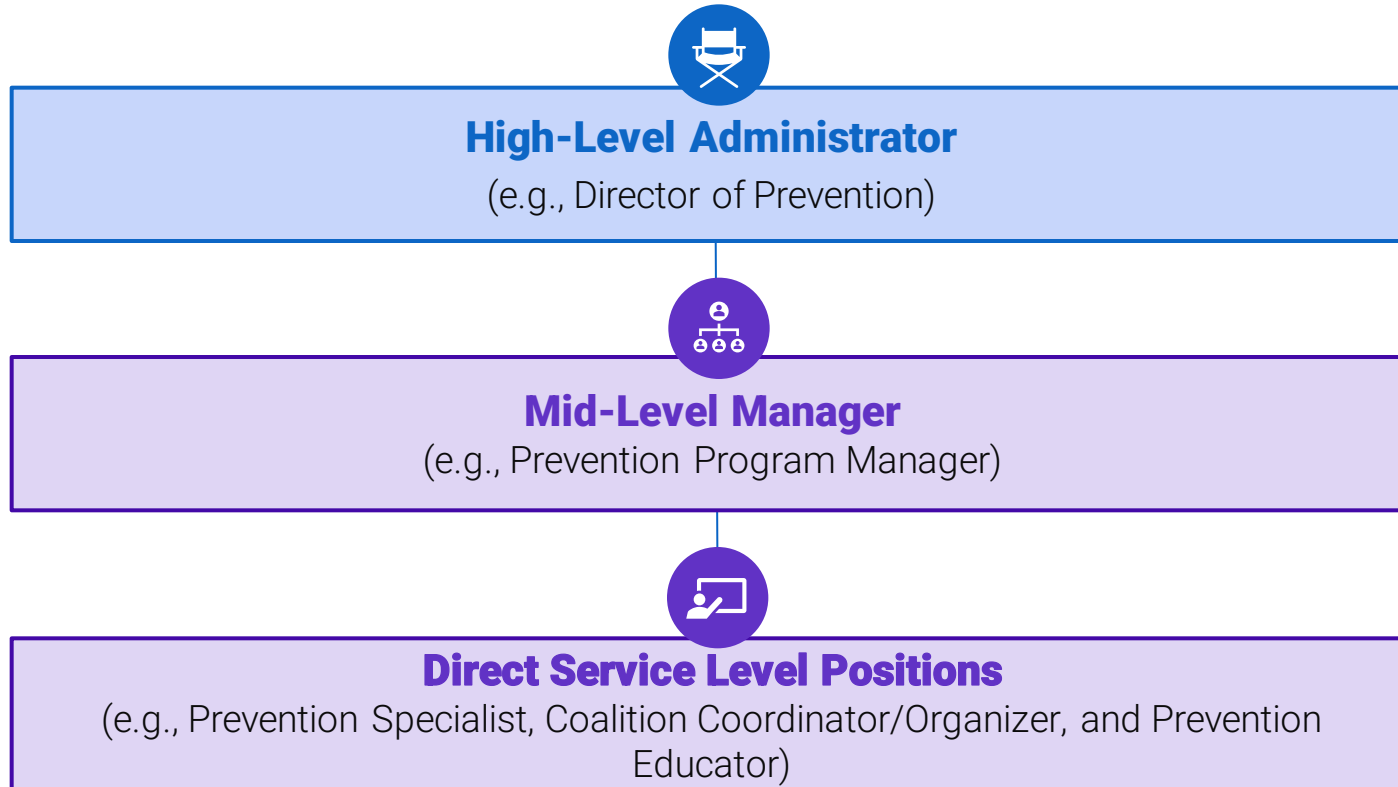 High-Level Administrator
(e.g., Director of Prevention)
Mid-Level Manager
(e.g., Prevention Program Manager)
Direct Service Level Positions
(e.g., Prevention Specialist, Coalition Coordinator/Organizer, and Prevention
Educator)